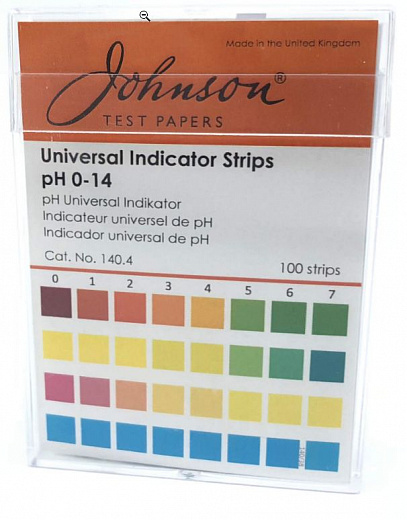 Made in the United Kingdom
Johnson®
TEST PAPERS
Universal Indicator Strips
pH 0-14
pH Universal Indikator
Indicateur universel de pH
Indicador universal de pH
Cat. No. 140.4
100 strips
0 1 2 3 4 5 6 7